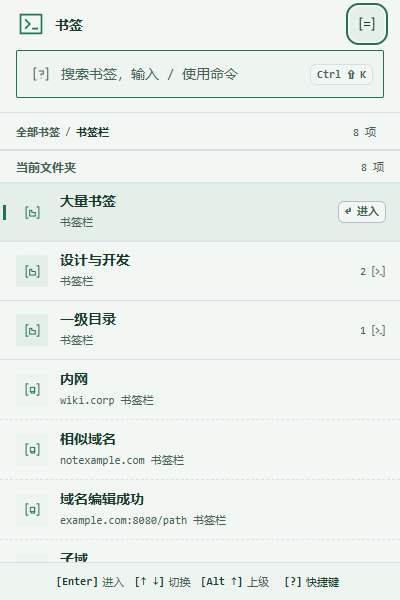 书签
[=]
[?] 搜索书签，输入 / 使用命令 Ctrl ⇧ K
全部书签 / 书签栏 8 项
当前文件夹 8 项
大量书签
书签栏
↵ 进入
设计与开发
书签栏
2 [>_]
一级目录
书签栏
1 [>_]
内网
wiki.corp 书签栏
相似域名
notexample.com 书签栏
域名编辑成功
example.com:8080/path 书签栏
子域
[Enter] 进入 [↑ ↓] 切换 [Alt ↑] 上级 [?] 快捷键